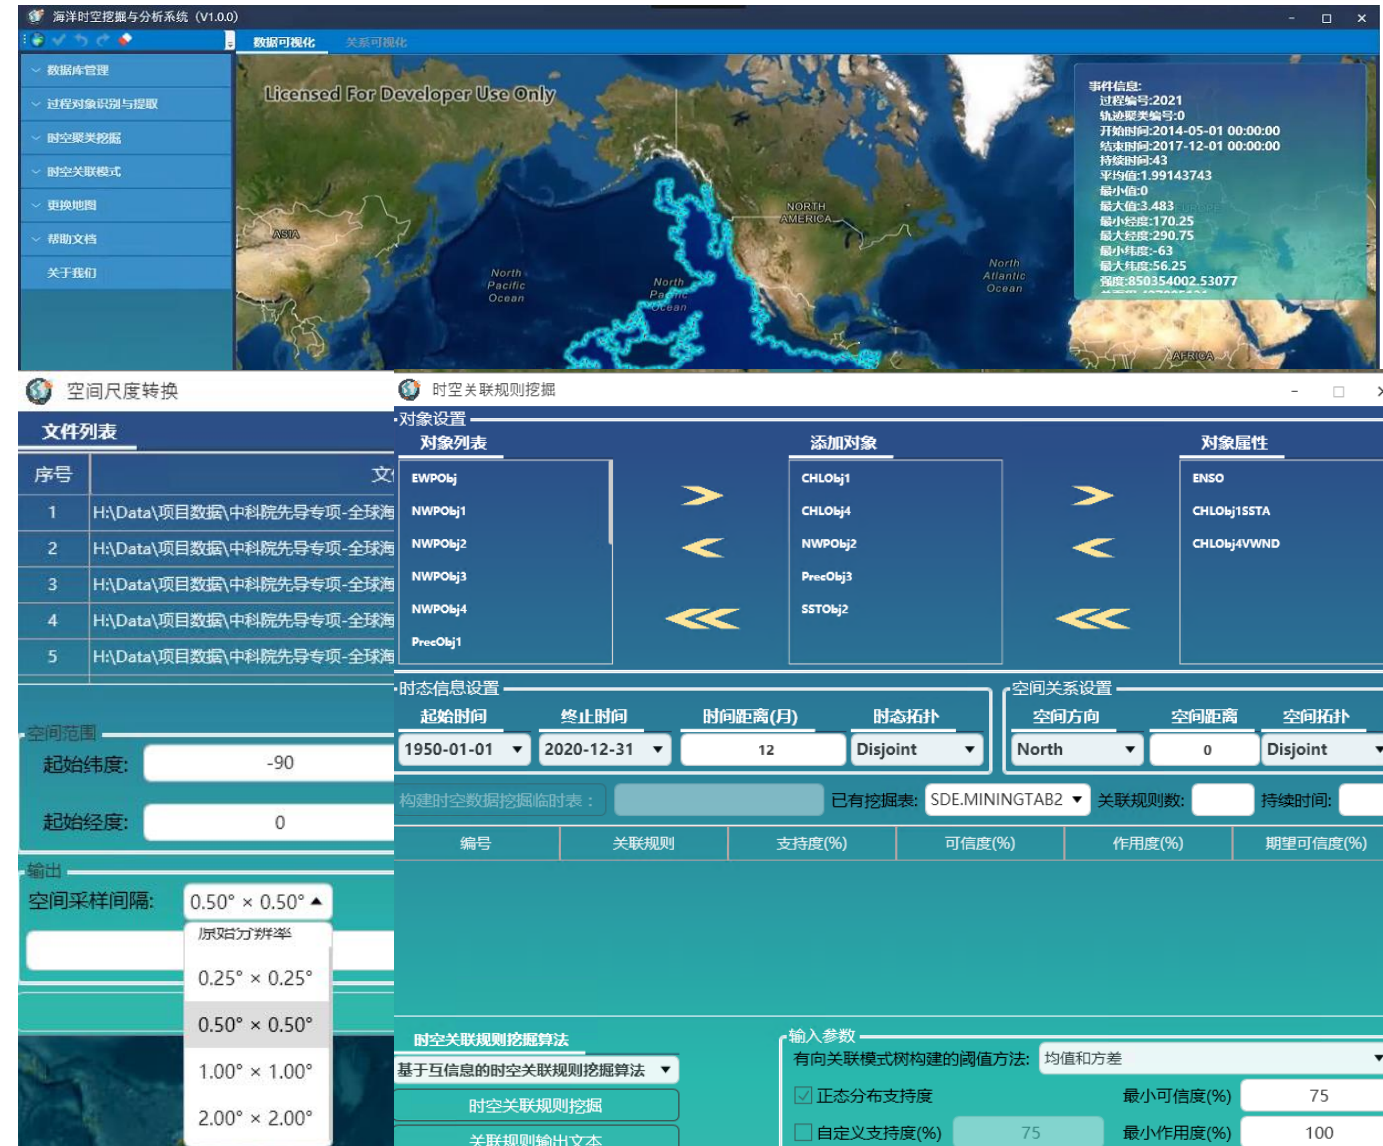 海洋时空挖掘与分析系统 (V1.0.0)
数据可视化 关系可视化
数据库管理
过程对象识别与提取
时空聚类挖掘
时空关联模式
更换地图
帮助文档
关于我们
Licensed For Developer Use Only
NORTH
AMERICA
ASIA
North
Pacific
Ocean
North
Pacific
Ocean
North
Atlantic
Ocean
AFRICA
事件信息:
过程编号:2021
轨迹聚类编号:0
开始时间:2014-05-01 00:00:00
结束时间:2017-12-01 00:00:00
持续时间:43
平均值:1.99143743
最小值:0
最大值:3.483
最小经度:170.25
最大经度:290.75
最小纬度:-63
最大纬度:56.25
强度:850354002.53077
空间尺度转换
文件列表
序号 文
1 H:\Data\项目数据\中科院先导专项-全球海
2 H:\Data\项目数据\中科院先导专项-全球海
3 H:\Data\项目数据\中科院先导专项-全球海
4 H:\Data\项目数据\中科院先导专项-全球海
5 H:\Data\项目数据\中科院先导专项-全球海
空间范围
起始纬度: -90
起始经度: 0
输出
空间采样间隔: 0.50° × 0.50°
原始分辨率
0.25° × 0.25°
0.50° × 0.50°
1.00° × 1.00°
2.00° × 2.00°
时空关联规则挖掘
对象设置
对象列表 添加对象 对象属性
EWPObj
NWPObj1
NWPObj2
NWPObj3
NWPObj4
PrecObj1
CHLObj1
CHLObj4
NWPObj2
PrecObj3
SSTObj2
ENSO
CHLObj1SSTA
CHLObj4VWND
时态信息设置
起始时间 终止时间 时间距离(月) 时态拓扑
1950-01-01 2020-12-31 12 Disjoint
空间关系设置
空间方向 空间距离 空间拓扑
North 0 Disjoint
构建时空数据挖掘临时表: 已有挖掘表: SDE.MININGTAB2 关联规则数: 持续时间:
编号 关联规则 支持度(%) 可信度(%) 作用度(%) 期望可信度(%)
时空关联规则挖掘算法
基于互信息的时空关联规则挖掘算法
时空关联规则挖掘
关联规则输出文本
输入参数
有向关联模式树构建的阈值方法: 均值和方差
正态分布支持度 最小可信度(%) 75
自定义支持度(%) 75 最小作用度(%) 100